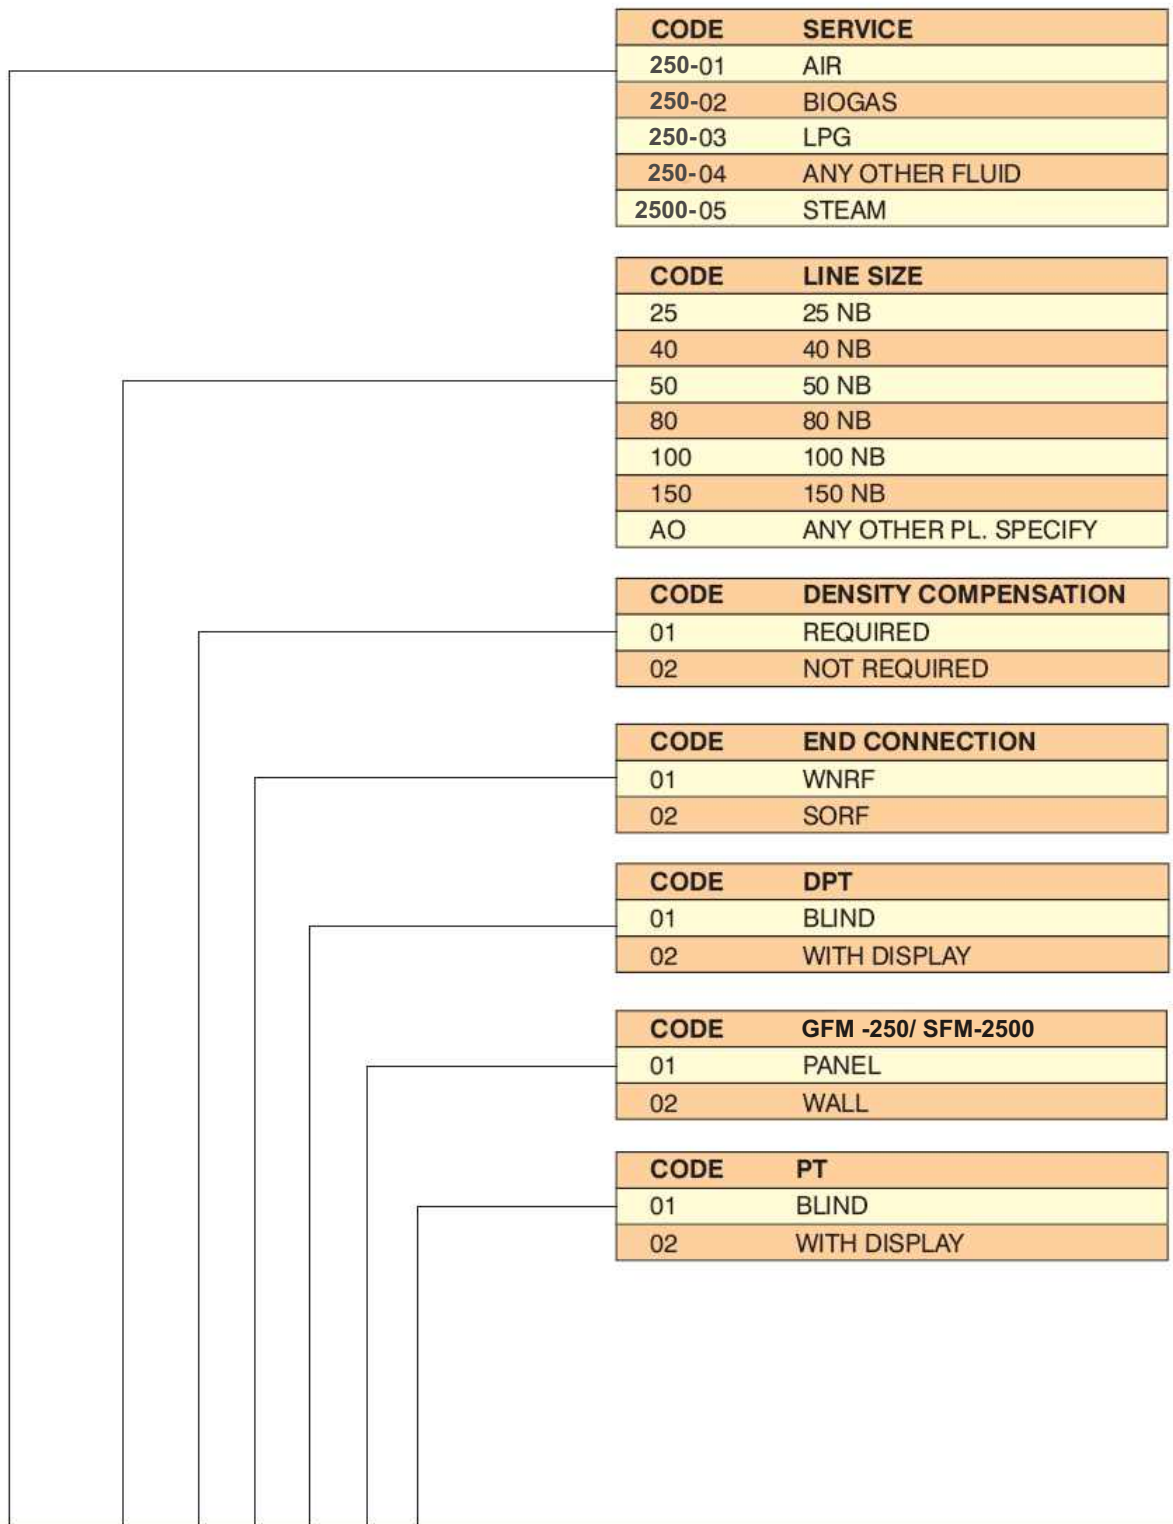 CODE SERVICE
250-01 AIR
250-02 BIOGAS
250-03 LPG
250-04 ANY OTHER FLUID
2500-05 STEAM
CODE LINE SIZE
25 25 NB
40 40 NB
50 50 NB
80 80 NB
100 100 NB
150 150 NB
AO ANY OTHER PL. SPECIFY
CODE DENSITY COMPENSATION
01 REQUIRED
02 NOT REQUIRED
CODE END CONNECTION
01 WNRF
02 SORF
CODE DPT
01 BLIND
02 WITH DISPLAY
CODE GFM -250/ SFM-2500
01 PANEL
02 WALL
CODE PT
01 BLIND
02 WITH DISPLAY